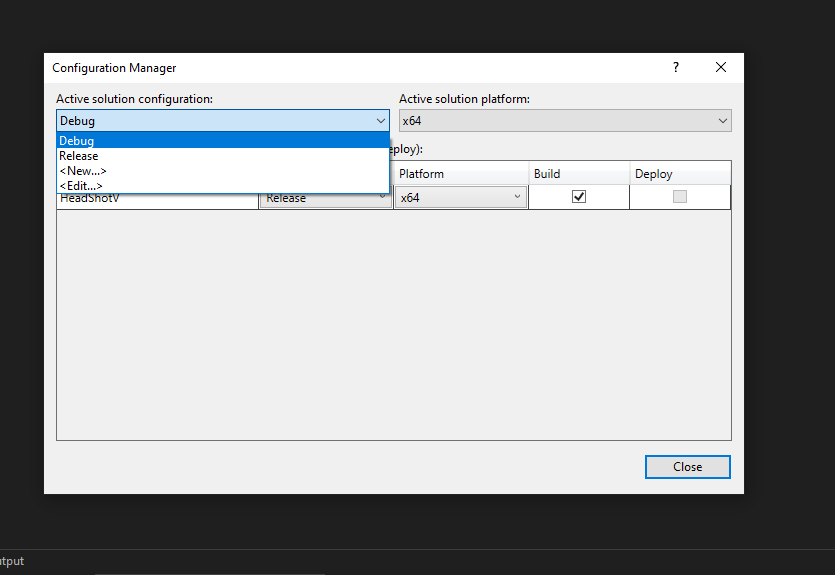 Configuration Manager
?
Active solution configuration: Active solution platform:
Debug x64
Debug
Release
<New...>
<Edit...>
eploy):
Platform Build Deploy
HeadShotV Release x64
Close
utput